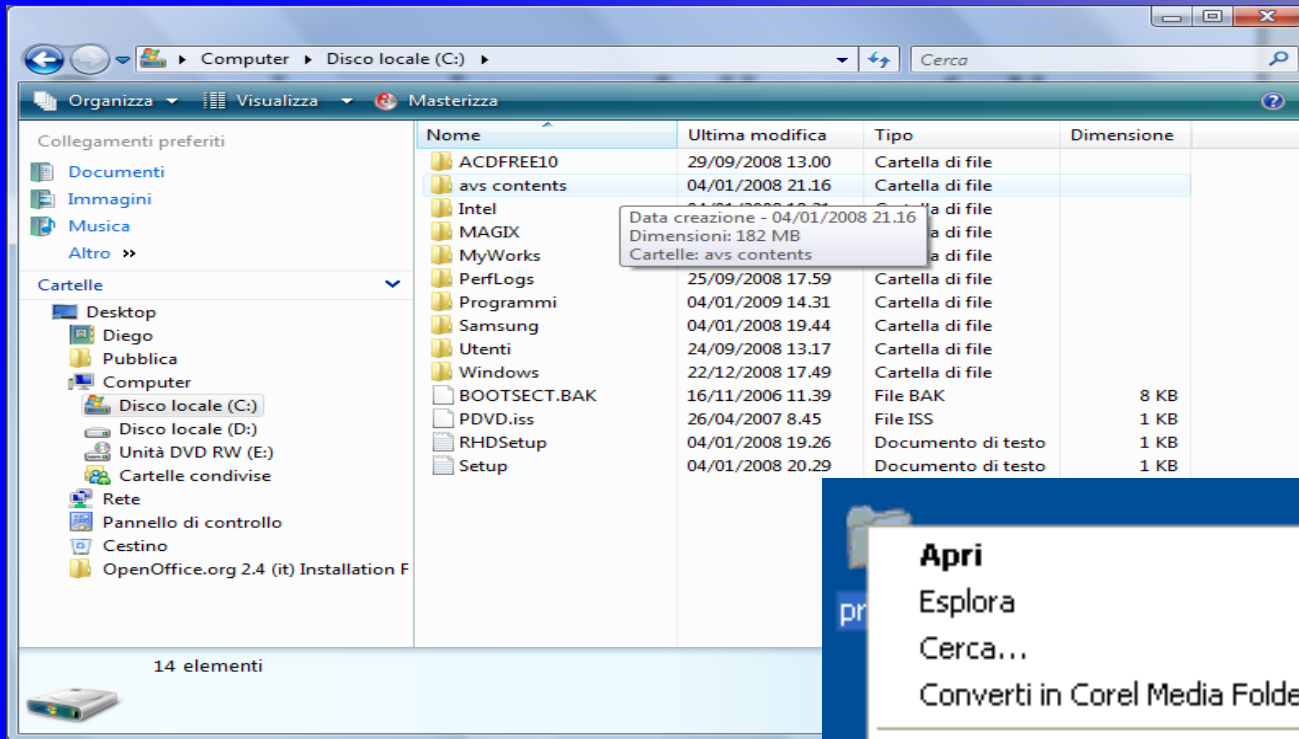 Computer Disco locale (C:)
Cerca
Organizza Visualizza Masterizza
Collegamenti preferiti
Documenti
Immagini
Musica
Altro »
Cartelle
Desktop
Diego
Pubblica
Computer
Disco locale (C:)
Disco locale (D:)
Unità DVD RW (E:)
Cartelle condivise
Rete
Pannello di controllo
Cestino
OpenOffice.org 2.4 (it) Installation F
Nome Ultima modifica Tipo Dimensione
ACDFREE10 29/09/2008 13.00 Cartella di file
avs contents 04/01/2008 21.16 Cartella di file
Intel a di file
MAGIX a di file
MyWorks a di file
PerfLogs 25/09/2008 17.59 Cartella di file
Programmi 04/01/2009 14.31 Cartella di file
Samsung 04/01/2008 19.44 Cartella di file
Utenti 24/09/2008 13.17 Cartella di file
Windows 22/12/2008 17.49 Cartella di file
BOOTSECT.BAK 16/11/2006 11.39 File BAK 8 KB
PDVD.iss 26/04/2007 8.45 File ISS 1 KB
RHDSetup 04/01/2008 19.26 Documento di testo 1 KB
Setup 04/01/2008 20.29 Documento di testo 1 KB
Data creazione - 04/01/2008 21.16
Dimensioni: 182 MB
Cartelle: avs contents
14 elementi
pr
Apri
Esplora
Cerca...
Converti in Corel Media Folde